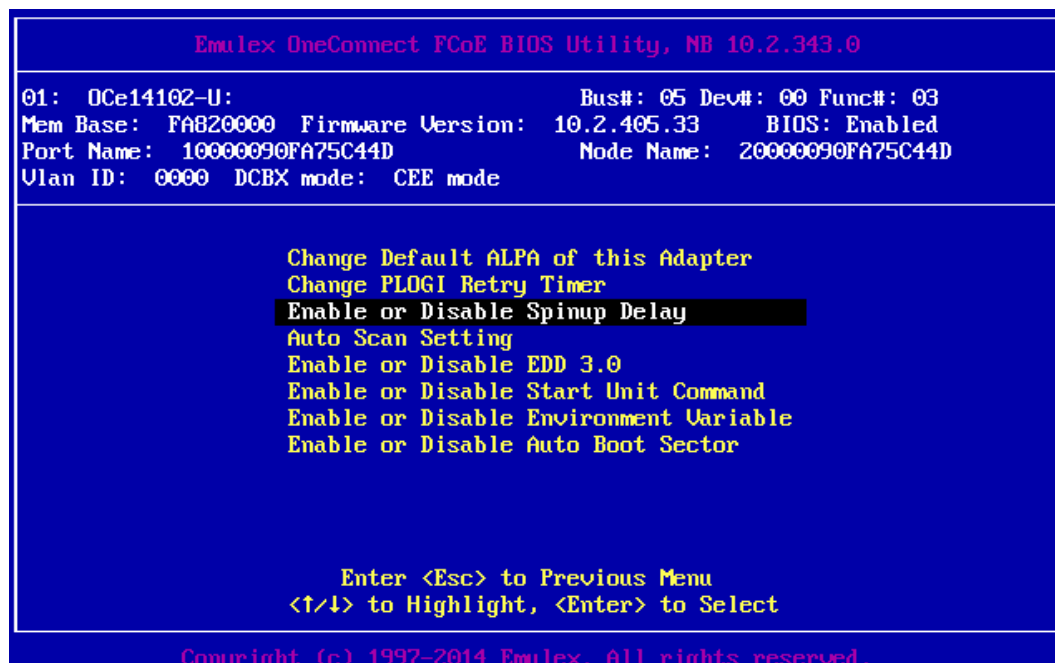 Emulex OneConnect FCoE BIOS Utility, NB 10.2.343.0
01: OCe14102-U: Bus#: 05 Dev#: 00 Func#: 03
Mem Base: FA820000 Firmware Version: 10.2.405.33 BIOS: Enabled
Port Name: 10000090FA75C44D Node Name: 20000090FA75C44D
Vlan ID: 0000 DCBX mode: CEE mode
Change Default ALPA of this Adapter
Change PLOGI Retry Timer
Enable or Disable Spinup Delay
Auto Scan Setting
Enable or Disable EDD 3.0
Enable or Disable Start Unit Command
Enable or Disable Environment Variable
Enable or Disable Auto Boot Sector
Enter <Esc> to Previous Menu
<↑/↓> to Highlight, <Enter> to Select
Copyright (c) 1997-2014 Emulex. All rights reserved.